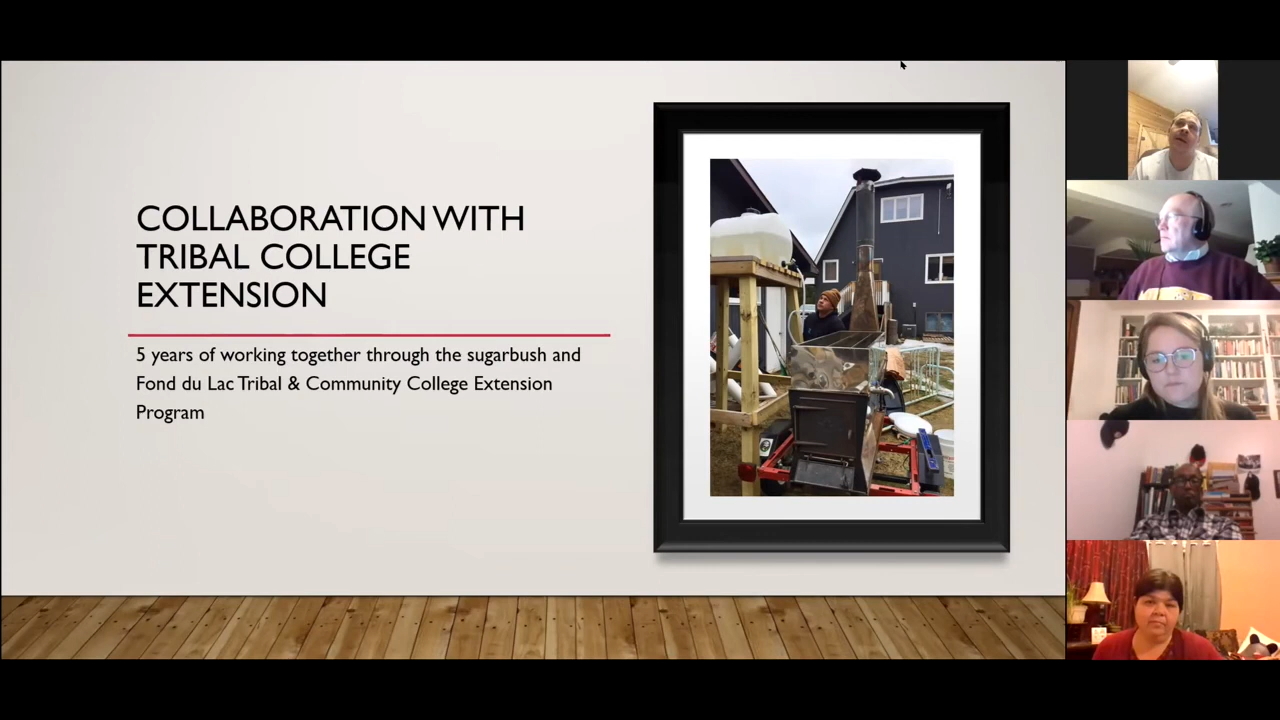 COLLABORATION WITH
TRIBAL COLLEGE
EXTENSION
5 years of working together through the sugarbush and
Fond du Lac Tribal & Community College Extension
Program